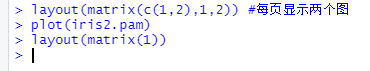 > layout(matrix(c(1,2),1,2)) #每页显示两个图
> plot(iris2.pam)
> layout(matrix(1))
>